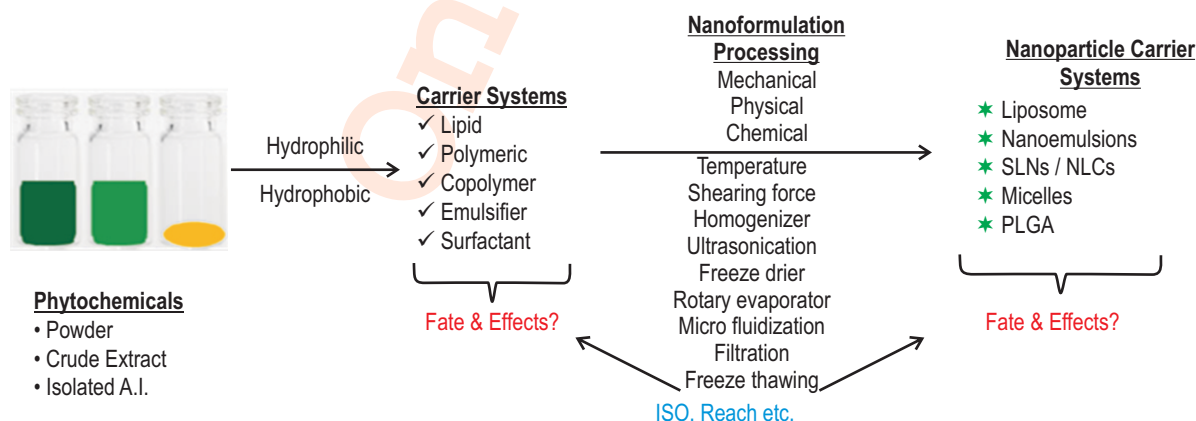 Phytochemicals
• Powder
• Crude Extract
• Isolated A.I.
Hydrophilic
Hydrophobic
Carrier Systems
✓ Lipid
✓ Polymeric
✓ Copolymer
✓ Emulsifier
✓ Surfactant
Fate & Effects?
Nanoformulation
Processing
Mechanical
Physical
Chemical
Temperature
Shearing force
Homogenizer
Ultrasonication
Freeze drier
Rotary evaporator
Micro fluidization
Filtration
Freeze thawing
ISO, Reach etc.
Nanoparticle Carrier
Systems
✶ Liposome
✶ Nanoemulsions
✶ SLNs / NLCs
✶ Micelles
✶ PLGA
Fate & Effects?
on